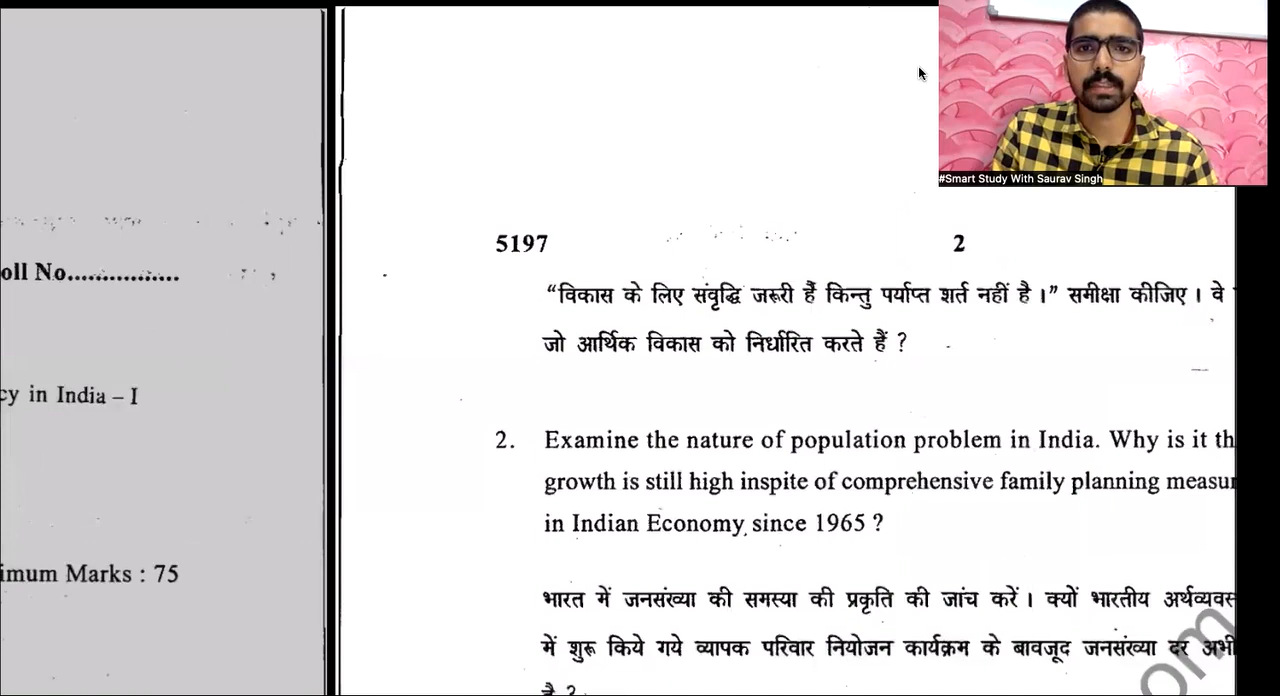 #Smart Study With Saurav Singh
5197
2
“विकास के लिए संवृद्धि जरूरी हैं किन्तु पर्याप्त शर्त नहीं है।” समीक्षा कीजिए। वे
जो आर्थिक विकास को निर्धारित करते हैं ?
oll No...............
cy in India – I
imum Marks : 75
2. Examine the nature of population problem in India. Why is it th
growth is still high inspite of comprehensive family planning measu
in Indian Economy since 1965 ?
भारत में जनसंख्या की समस्या की प्रकृति की जांच करें। क्यों भारतीय अर्थव्यवस
में शुरू किये गये व्यापक परिवार नियोजन कार्यक्रम के बावजूद जनसंख्या दर अभी
है ?
om